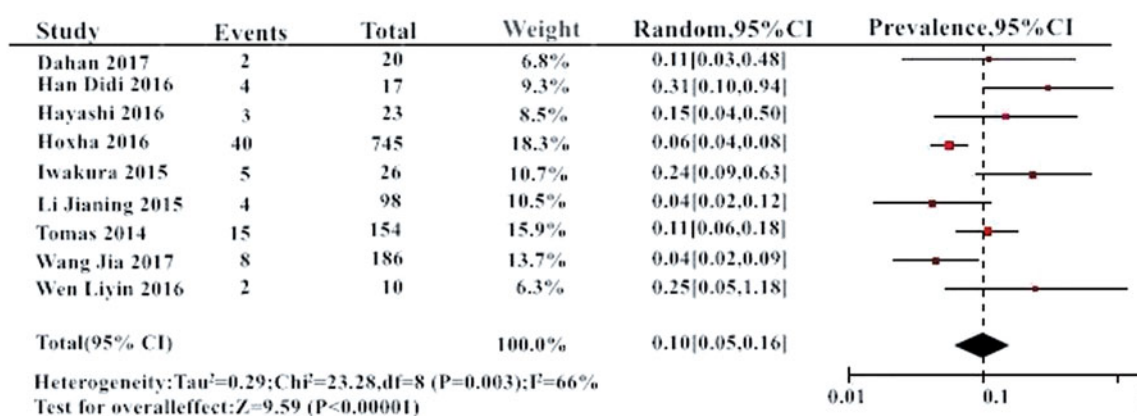 Study Events Total Weight Random,95%CI Prevalence,95%CI
Dahan 2017 2 20 6.8% 0.11[0.03,0.48]
Han Didi 2016 4 17 9.3% 0.31[0.10,0.94]
Hayashi 2016 3 23 8.5% 0.15[0.04,0.50]
Hoxha 2016 40 745 18.3% 0.06[0.04,0.08]
Iwakura 2015 5 26 10.7% 0.24[0.09,0.63]
Li Jianing 2015 4 98 10.5% 0.04[0.02,0.12]
Tomas 2014 15 154 15.9% 0.11[0.06,0.18]
Wang Jia 2017 8 186 13.7% 0.04[0.02,0.09]
Wen Liyin 2016 2 10 6.3% 0.25[0.05,1.18]
Total(95% CI) 100.0% 0.10[0.05,0.16]
Heterogeneity:Tau²=0.29;Chi²=23.28,df=8 (P=0.003);I²=66%
Test for overalleffect:Z=9.59 (P<0.00001)
0.01 0.1